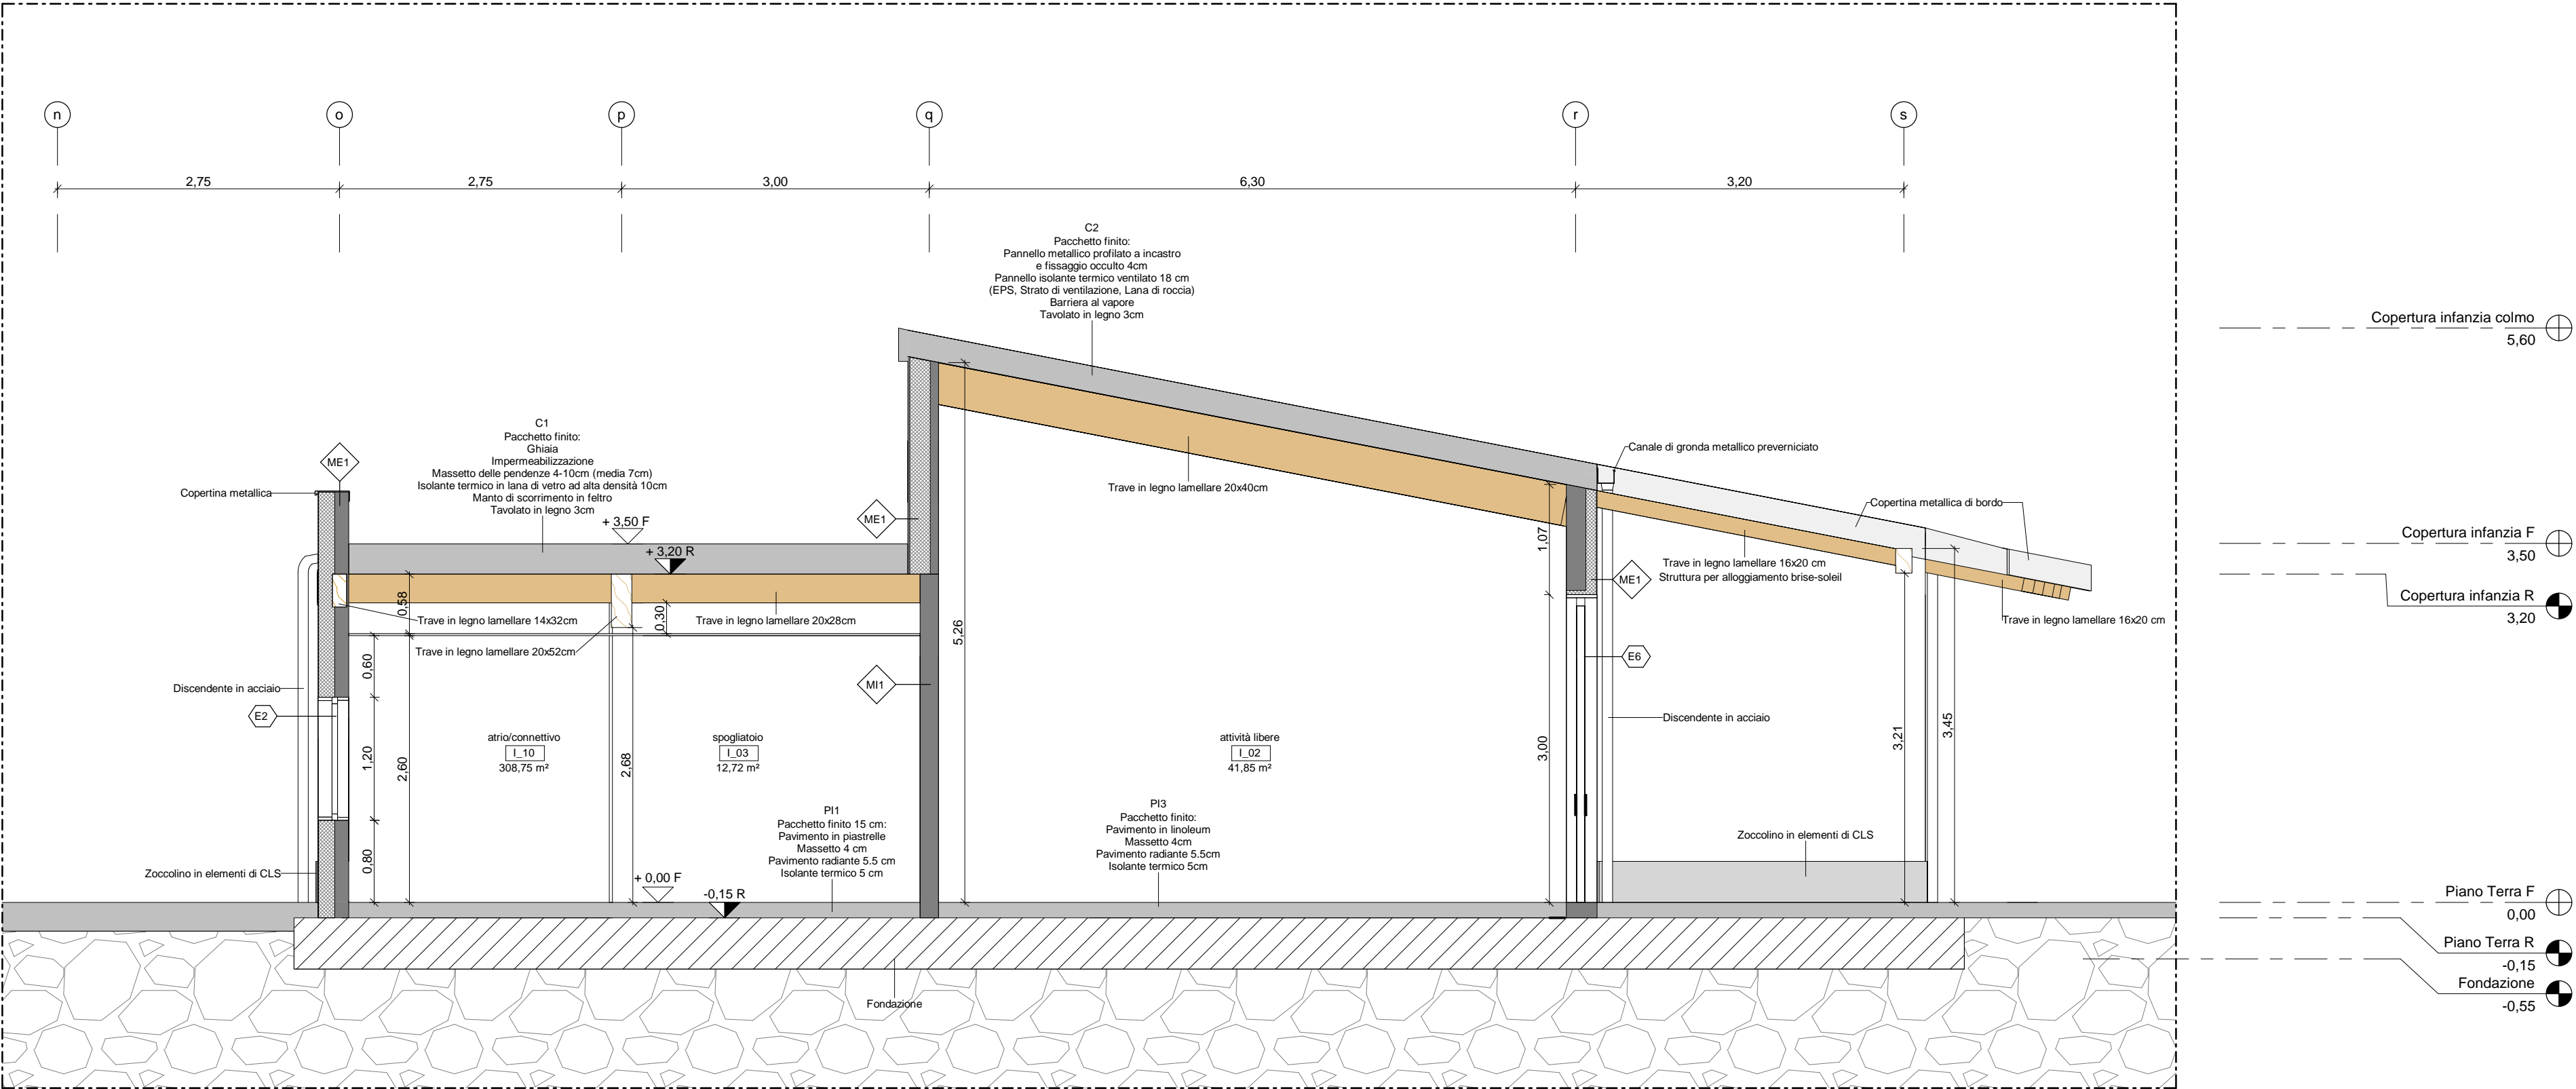 n
o
p
q
r
s
2,75
2,75
3,00
6,30
3,20
C2
Pacchetto finito:
Pannello metallico profilato a incastro
e fissaggio occulto 4cm
Pannello isolante termico ventilato 18 cm
(EPS, Strato di ventilazione, Lana di roccia)
Barriera al vapore
Tavolato in legno 3cm
Copertura infanzia colmo
5,60
C1
Pacchetto finito:
Ghiaia
Impermeabilizzazione
Massetto delle pendenze 4-10cm (media 7cm)
Isolante termico in lana di vetro ad alta densità 10cm
Manto di scorrimento in feltro
Tavolato in legno 3cm
ME1
Copertina metallica
+ 3,50 F
+ 3,20 R
ME1
Trave in legno lamellare 20x40cm
Canale di gronda metallico preverniciato
Copertina metallica di bordo
1,07
Trave in legno lamellare 16x20 cm
Struttura per alloggiamento brise-soleil
ME1
Copertura infanzia F
3,50
Copertura infanzia R
3,20
0,58
Trave in legno lamellare 14x32cm
0,30
Trave in legno lamellare 20x28cm
5,26
Trave in legno lamellare 16x20 cm
Trave in legno lamellare 20x52cm
0,60
E6
MI1
Discendente in acciaio
E2
Discendente in acciaio
1,20
2,60
atrio/connettivo
I_10
308,75 m²
2,68
spogliatoio
I_03
12,72 m²
attività libere
I_02
41,85 m²
3,00
3,21
3,45
PI1
Pacchetto finito 15 cm:
Pavimento in piastrelle
Massetto 4 cm
Pavimento radiante 5.5 cm
Isolante termico 5 cm
PI3
Pacchetto finito:
Pavimento in linoleum
Massetto 4cm
Pavimento radiante 5.5cm
Isolante termico 5cm
Zoccolino in elementi di CLS
0,80
Zoccolino in elementi di CLS
+ 0,00 F
-0,15 R
Piano Terra F
0,00
Piano Terra R
-0,15
Fondazione
-0,55
Fondazione